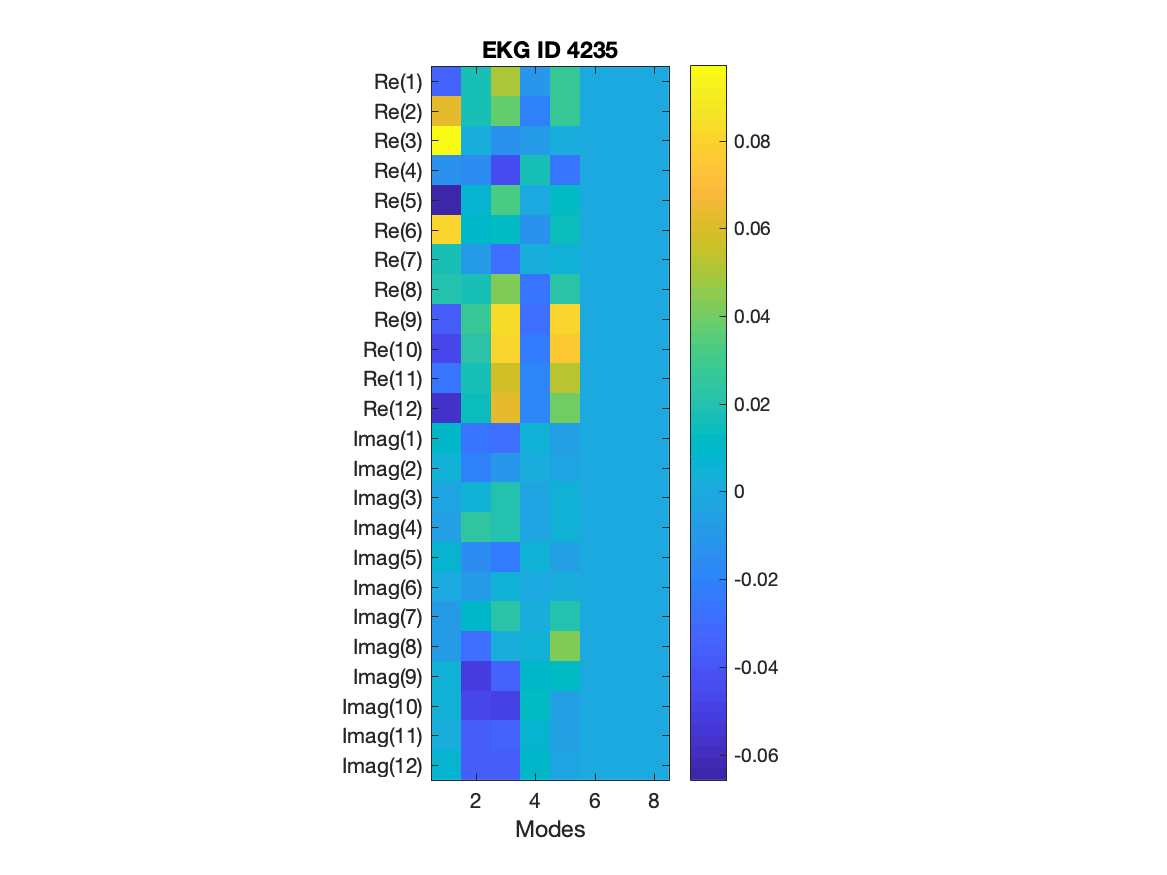 EKG ID 4235
Re(1)
Re(2)
Re(3)
Re(4)
Re(5)
Re(6)
Re(7)
Re(8)
Re(9)
Re(10)
Re(11)
Re(12)
Imag(1)
Imag(2)
Imag(3)
Imag(4)
Imag(5)
Imag(6)
Imag(7)
Imag(8)
Imag(9)
Imag(10)
Imag(11)
Imag(12)
2 4 6 8
Modes
0.08
0.06
0.04
0.02
0
-0.02
-0.04
-0.06